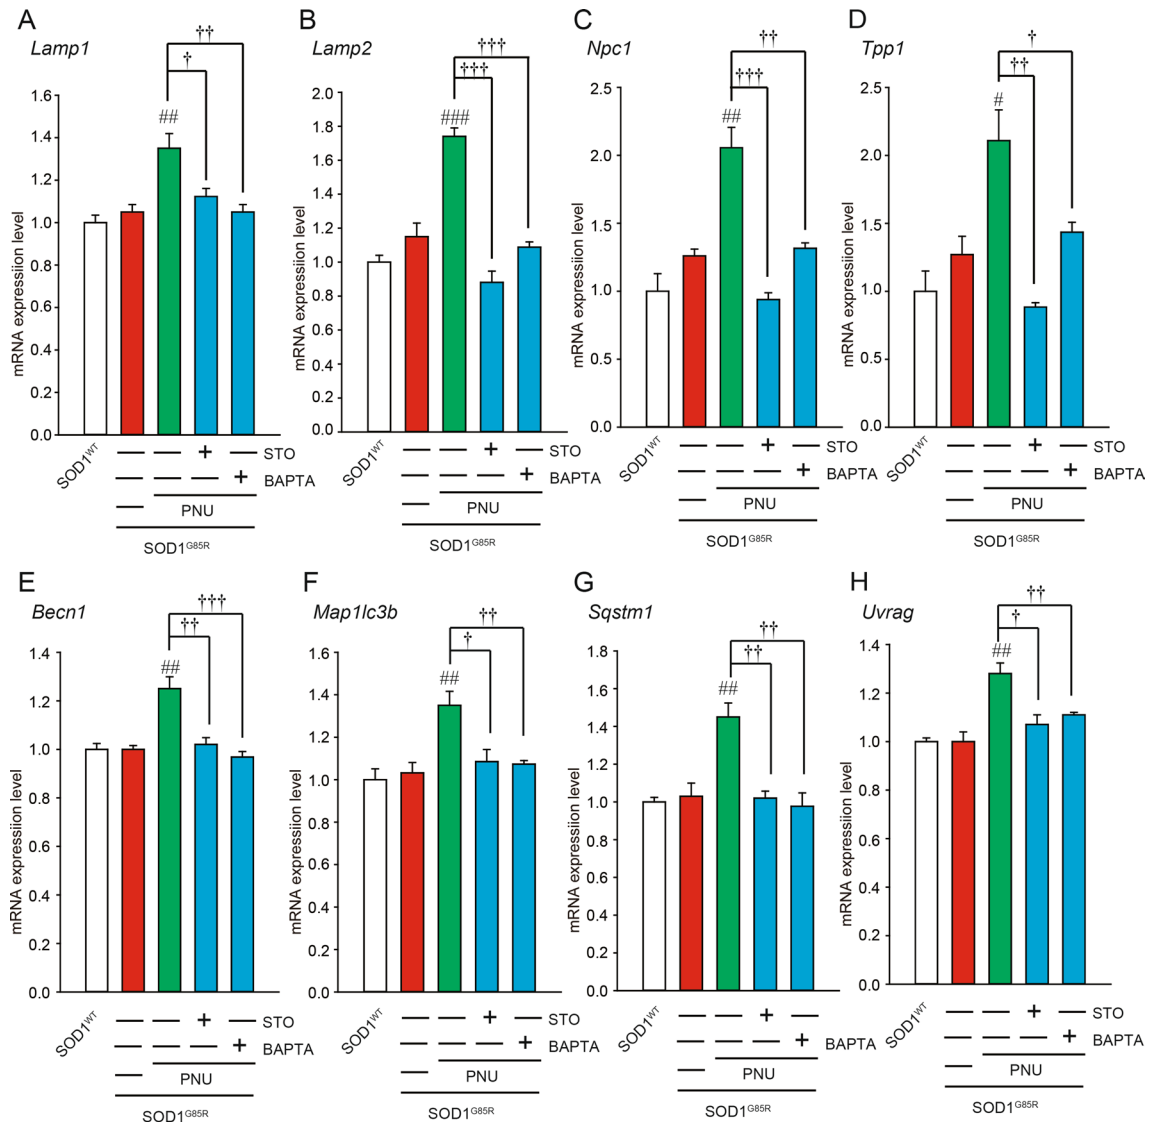 A
Lamp1
††
†
##
1.6
1.4
1.2
1.0
0.8
0.6
0.4
0.2
0.0
mRNA expressiion level
SOD1WT
— — + — STO
— — — + BAPTA
— PNU
SOD1G85R
B
Lamp2
†††
†††
###
2.0
1.8
1.6
1.4
1.2
1.0
0.8
0.6
0.4
0.2
0.0
mRNA expressiion level
SOD1WT
— — + — STO
— — — + BAPTA
— PNU
SOD1G85R
C
Npc1
††
†††
##
2.5
2.0
1.5
1.0
0.5
0.0
mRNA expressiion level
SOD1WT
— — + — STO
— — — + BAPTA
— PNU
SOD1G85R
D
Tpp1
†
††
#
2.5
2.0
1.5
1.0
0.5
0.0
mRNA expressiion level
SOD1WT
— — + — STO
— — — + BAPTA
— PNU
SOD1G85R
E
Becn1
†††
††
##
1.4
1.2
1.0
0.8
0.6
0.4
0.2
0.0
mRNA expressiion level
SOD1WT
— — + — STO
— — — + BAPTA
— PNU
SOD1G85R
F
Map1lc3b
††
†
##
1.6
1.4
1.2
1.0
0.8
0.6
0.4
0.2
0.0
mRNA expressiion level
SOD1WT
— — + — STO
— — — + BAPTA
— PNU
SOD1G85R
G
Sqstm1
††
††
##
1.8
1.6
1.4
1.2
1.0
0.8
0.6
0.4
0.2
0.0
mRNA expressiion level
SOD1WT
— — + — STO
— — — + BAPTA
— PNU
SOD1G85R
H
Uvrag
††
†
##
1.4
1.2
1.0
0.8
0.6
0.4
0.2
0.0
mRNA expressiion level
SOD1WT
— — + — STO
— — — + BAPTA
— PNU
SOD1G85R